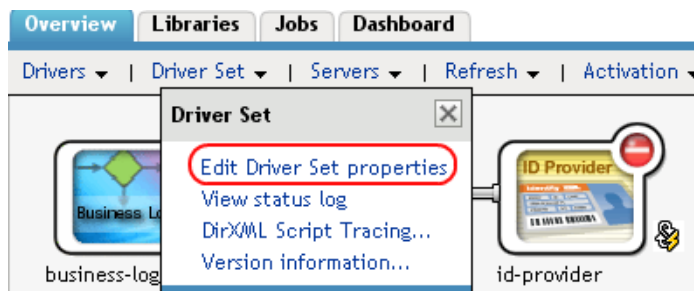 Overview Libraries Jobs Dashboard
Drivers | Driver Set | Servers | Refresh | Activation
Driver Set
Edit Driver Set properties
View status log
DirXML Script Tracing...
Version information...
Business Lo
ID Provider
business-log
id-provider